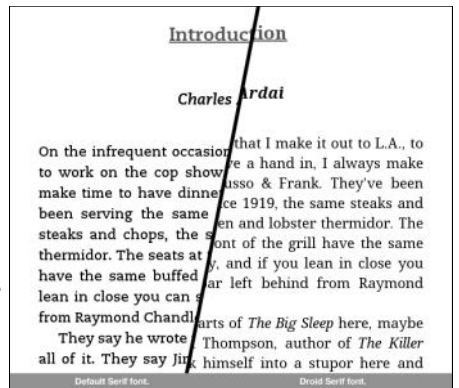 Introduction
Charles Ardai
On the infrequent occasion
to work on the cop show
make time to have dinne
been serving the same
steaks and chops, the s
thermidor. The seats at
have the same buffed
lean in close you can s
from Raymond Chandl
They say he wrote
all of it. They say Jim
that I make it out to L.A., to
ve a hand in, I always make
usso & Frank. They've been
ce 1919, the same steaks and
en and lobster thermidor. The
ont of the grill have the same
y, and if you lean in close you
ar left behind from Raymond
arts of The Big Sleep here, maybe
Thompson, author of The Killer
k himself into a stupor here and
Default Serif font.
Droid Serif font.